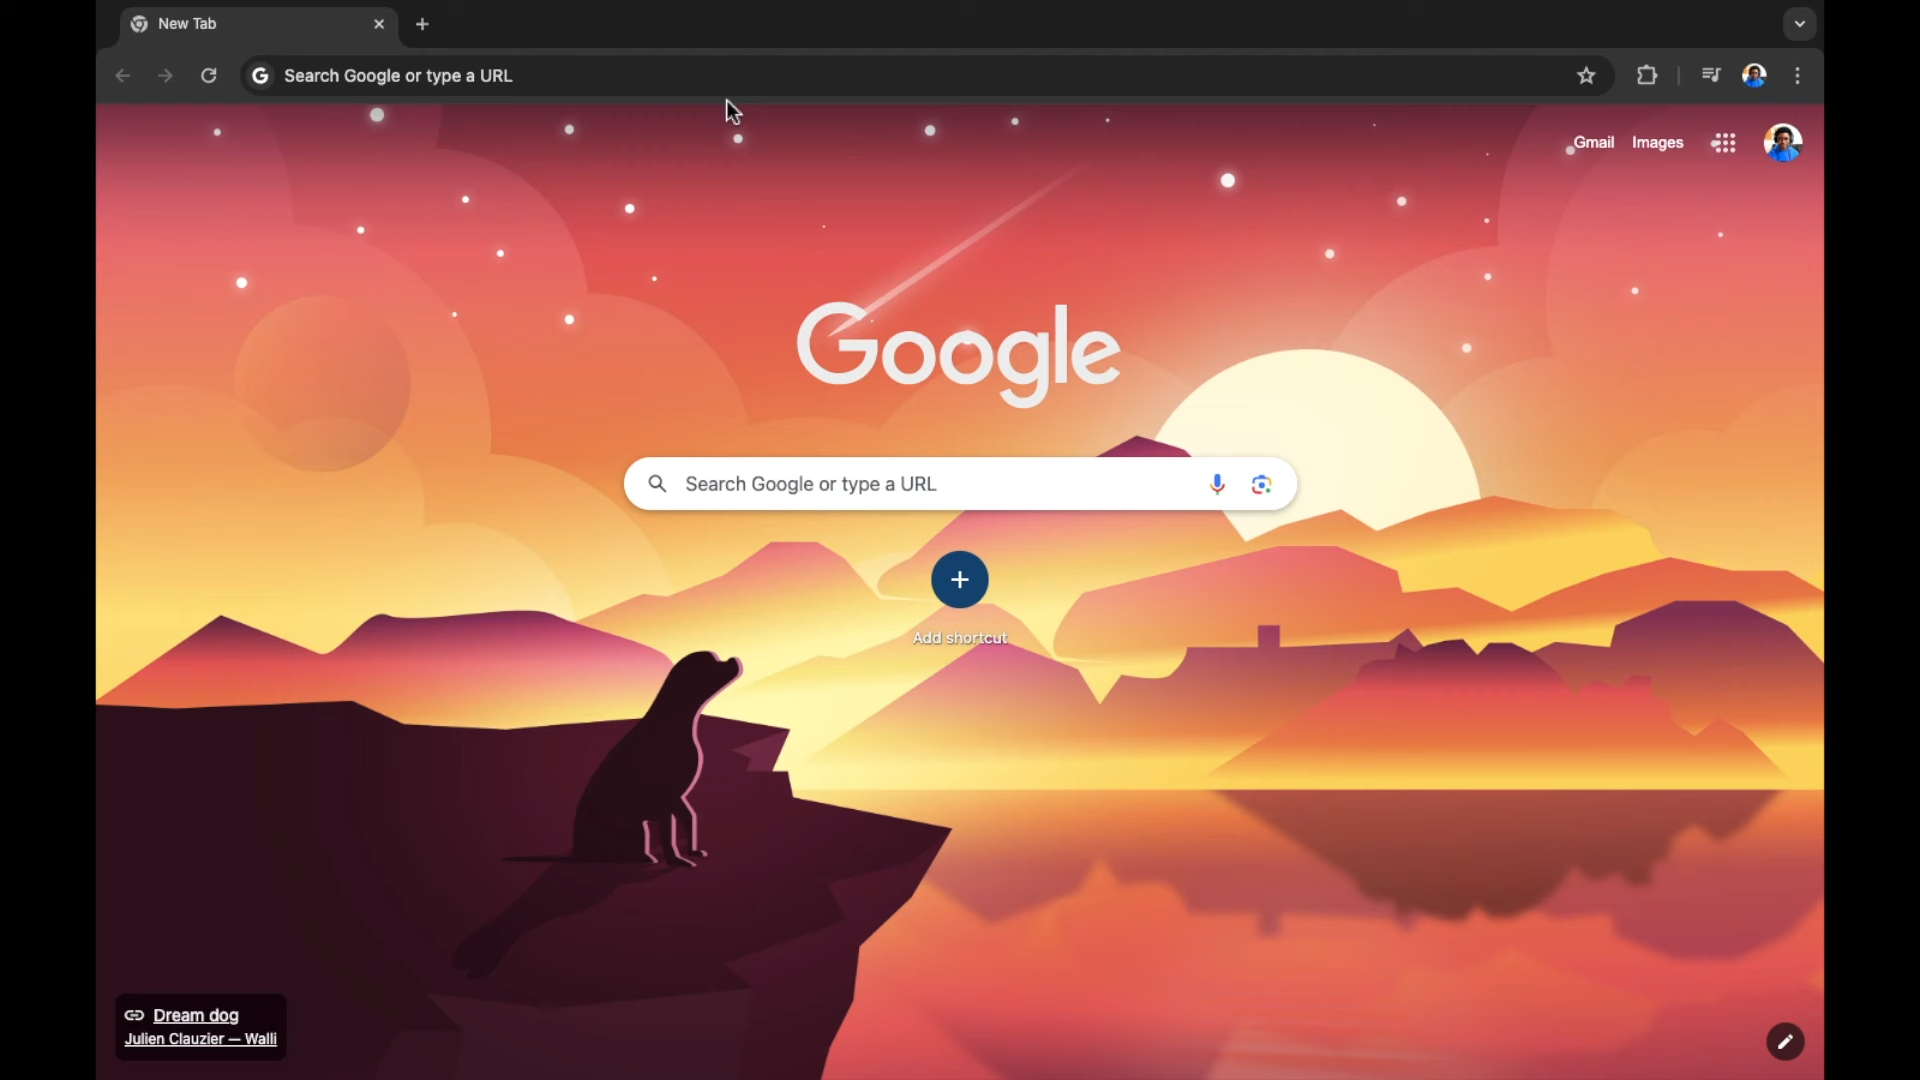 New Tab
Search Google or type a URL
Gmail Images
Google
Search Google or type a URL
Add shortcut
Dream dog
Julien Clauzier — Walli